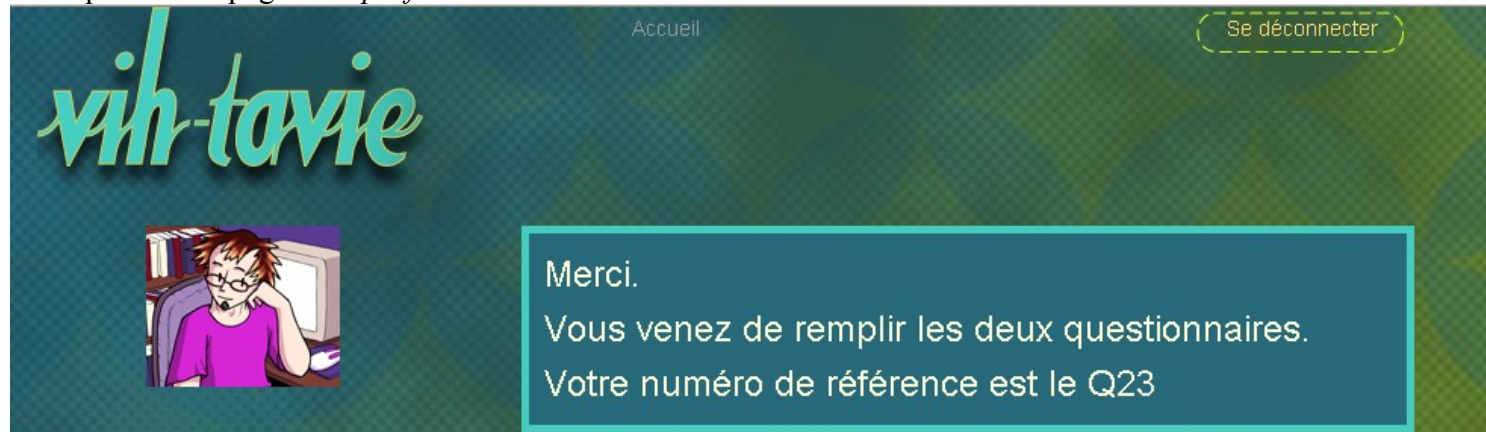 Accueil
Se déconnecter
vih-tavie
Merci.
Vous venez de remplir les deux questionnaires.
Votre numéro de référence est le Q23